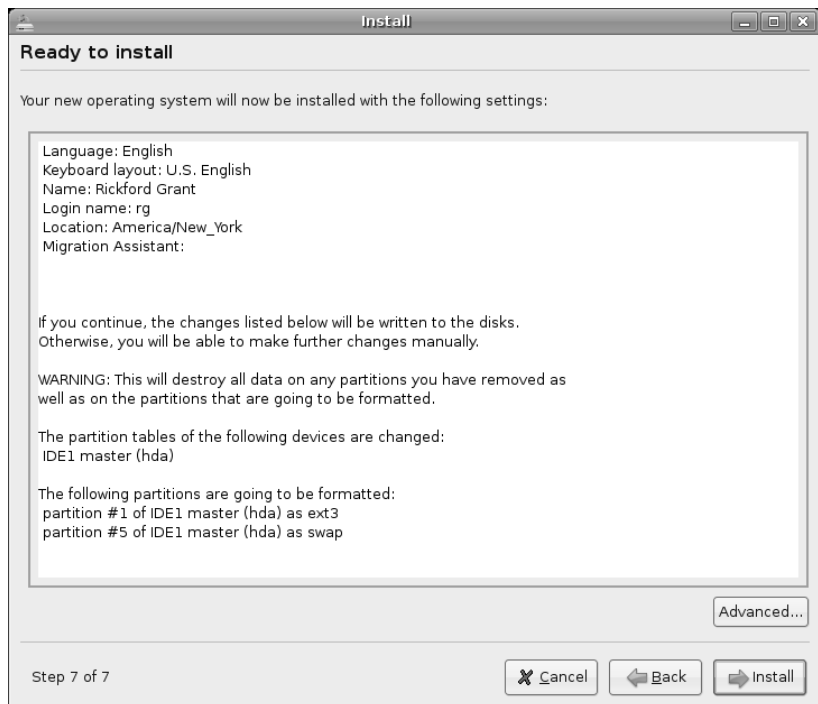 Install
Ready to install
Your new operating system will now be installed with the following settings:
Language: English
Keyboard layout: U.S. English
Name: Rickford Grant
Login name: rg
Location: America/New_York
Migration Assistant:
If you continue, the changes listed below will be written to the disks.
Otherwise, you will be able to make further changes manually.
WARNING: This will destroy all data on any partitions you have removed as
well as on the partitions that are going to be formatted.
The partition tables of the following devices are changed:
IDE1 master (hda)
The following partitions are going to be formatted:
partition #1 of IDE1 master (hda) as ext3
partition #5 of IDE1 master (hda) as swap
Advanced...
Step 7 of 7
Cancel
Back
Install